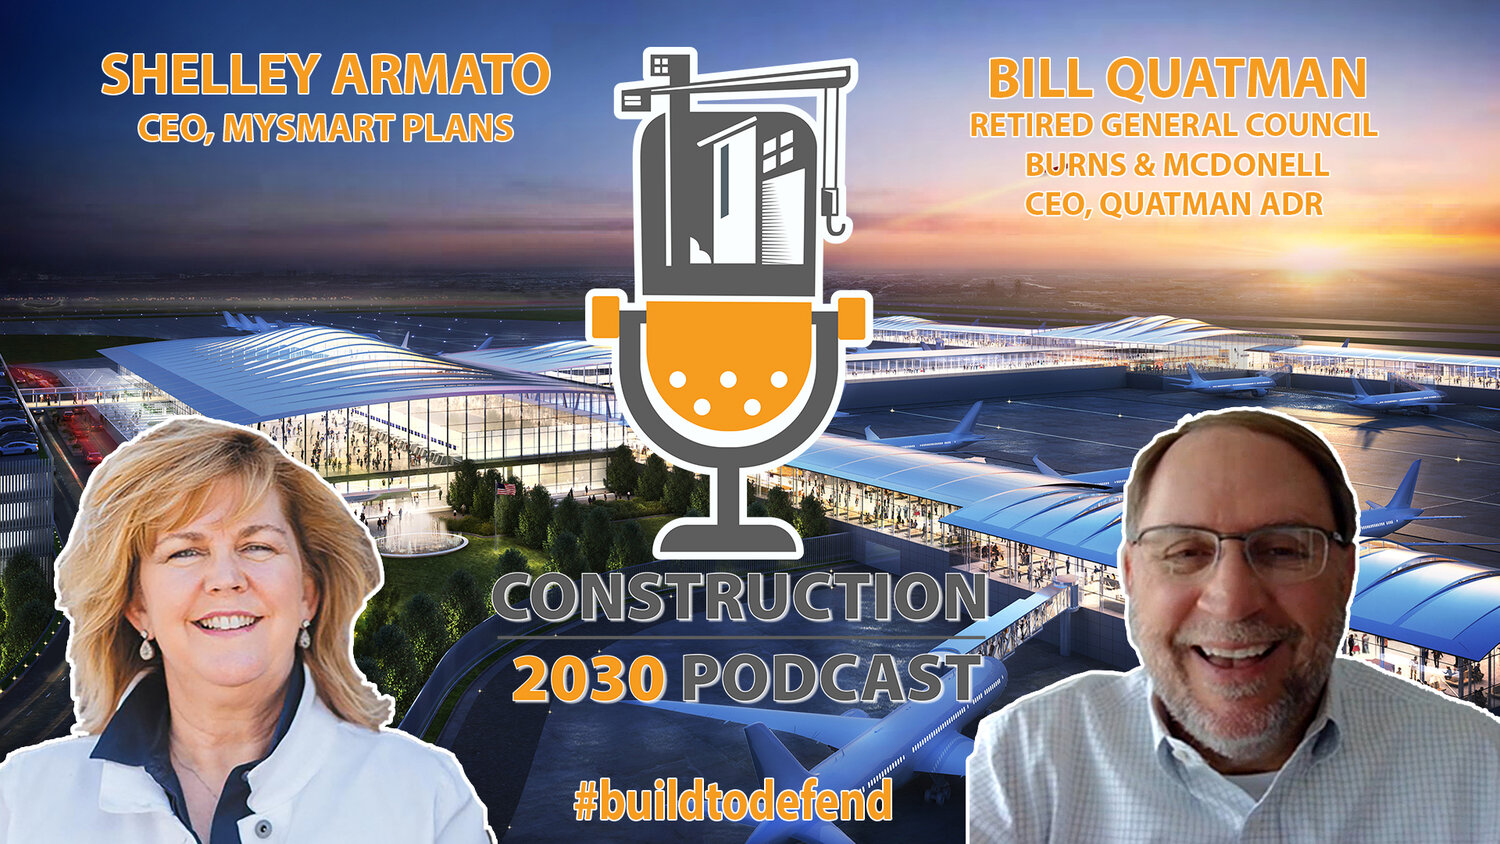 SHELLEY ARMATO
CEO, MYSMART PLANS
BILL QUATMAN
RETIRED GENERAL COUNCIL
BURNS & MCDONELL
CEO, QUATMAN ADR
CONSTRUCTION
2030 PODCAST
#buildtodefend